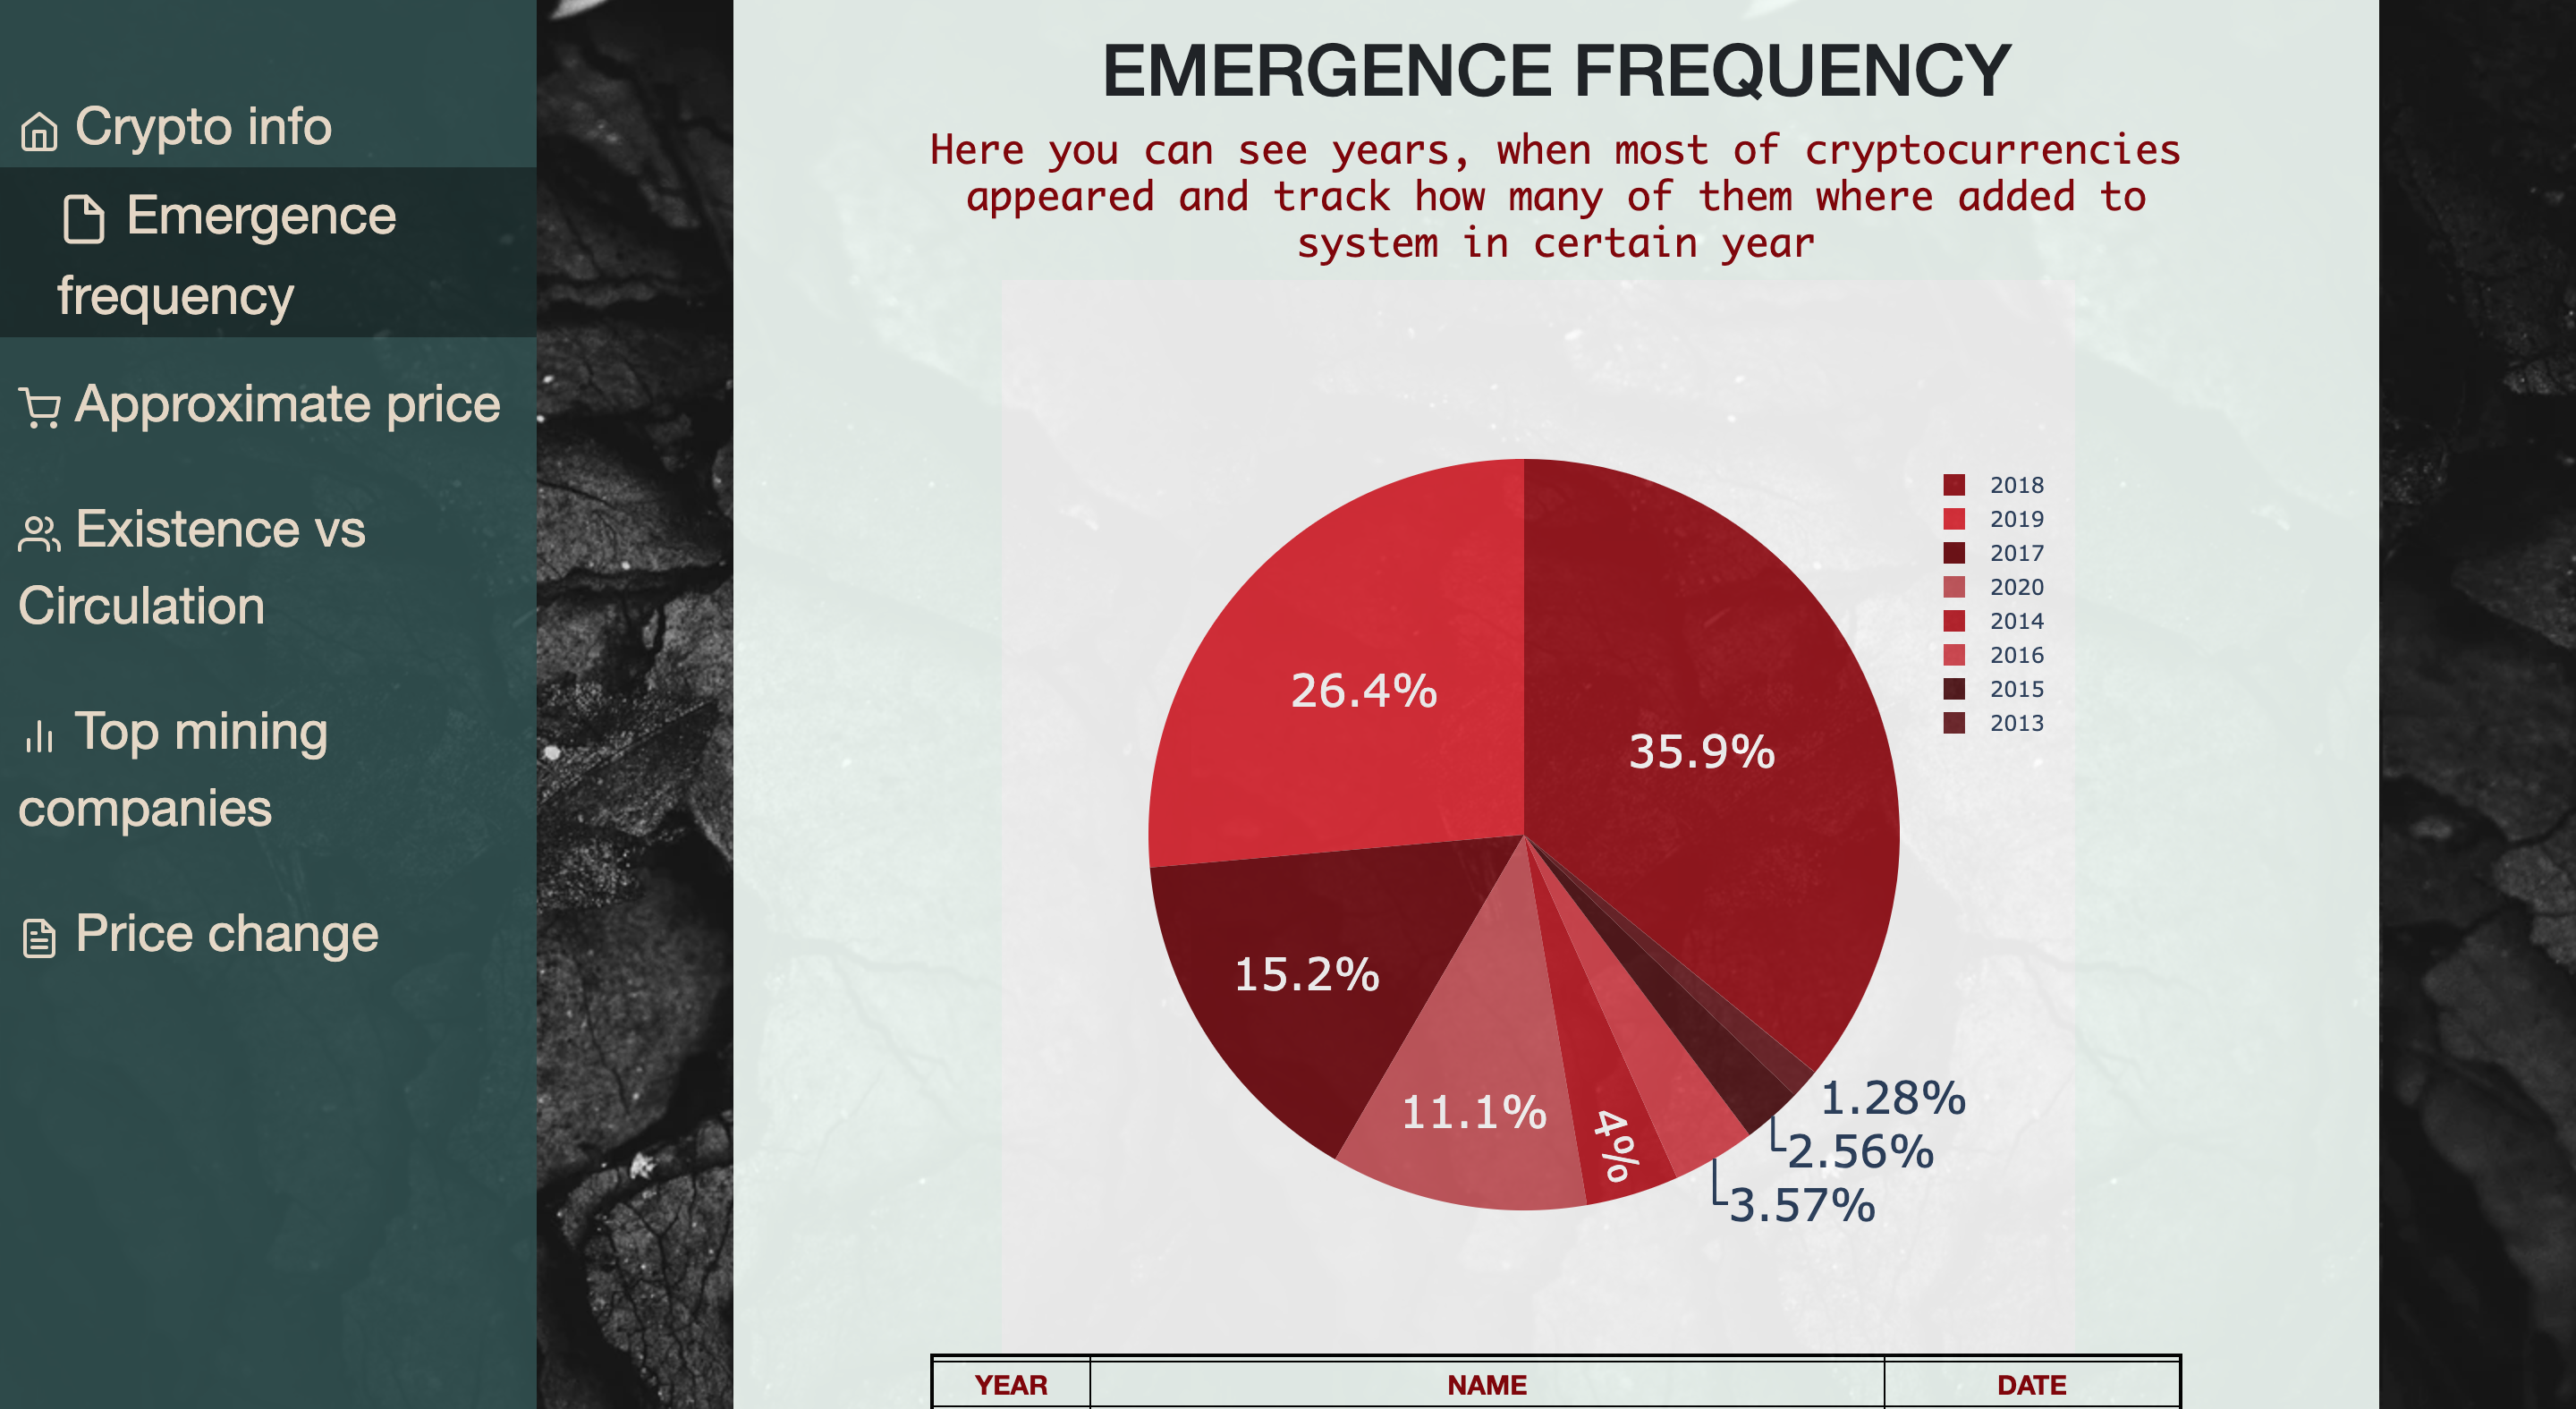 Crypto info
Emergence
frequency
Approximate price
Existence vs
Circulation
Top mining
companies
Price change
EMERGENCE FREQUENCY
Here you can see years, when most of cryptocurrencies
appeared and track how many of them where added to
system in certain year
2018
2019
2017
2020
2014
2016
2015
2013
26.4%
35.9%
15.2%
11.1%
4%
1.28%
2.56%
3.57%
YEAR NAME DATE